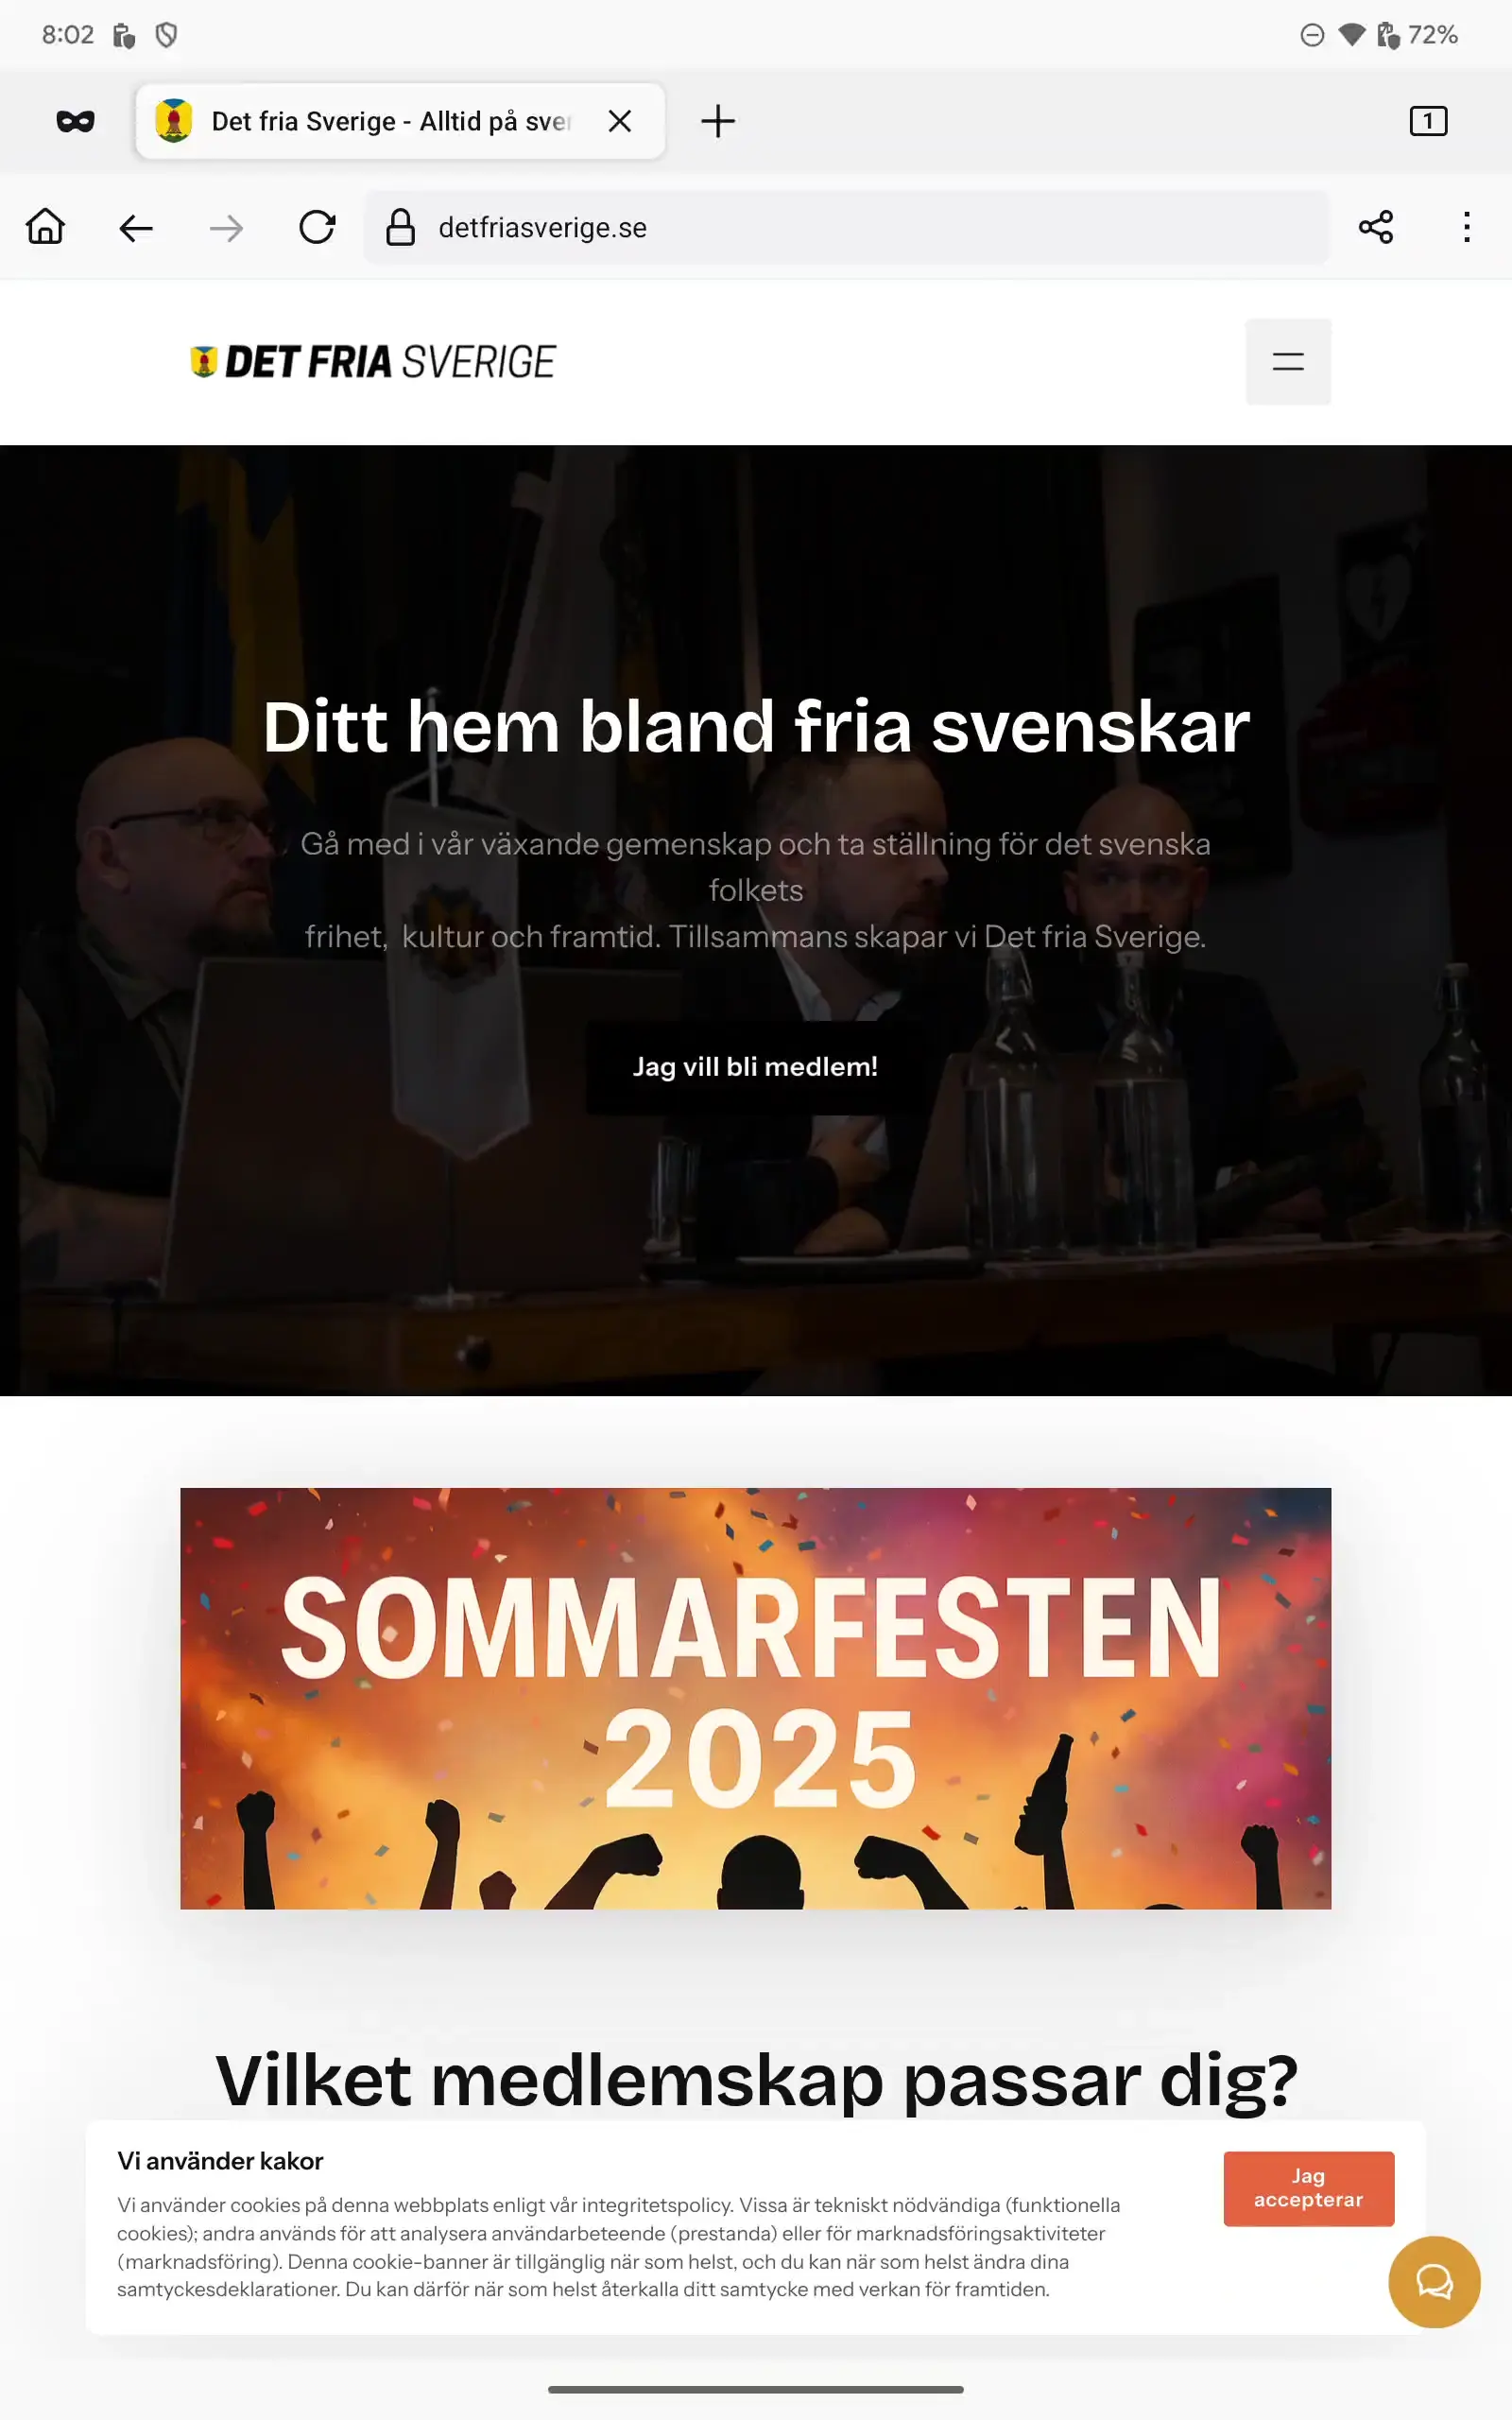 8:02
72%
Det fria Sverige - Alltid på sve
1
detfriasverige.se
DET FRIA SVERIGE
Ditt hem bland fria svenskar
Gå med i vår växande gemenskap och ta ställning för det svenska
folkets
frihet, kultur och framtid. Tillsammans skapar vi Det fria Sverige.
Jag vill bli medlem!
SOMMARFESTEN
2025
Vilket medlemskap passar dig?
Vi använder kakor
Vi använder cookies på denna webbplats enligt vår integritetspolicy. Vissa är tekniskt nödvändiga (funktionella
cookies); andra används för att analysera användarbeteende (prestanda) eller för marknadsföringsaktiviteter
(marknadsföring). Denna cookie-banner är tillgänglig när som helst, och du kan när som helst ändra dina
samtyckesdeklarationer. Du kan därför när som helst återkalla ditt samtycke med verkan för framtiden.
Jag
accepterar